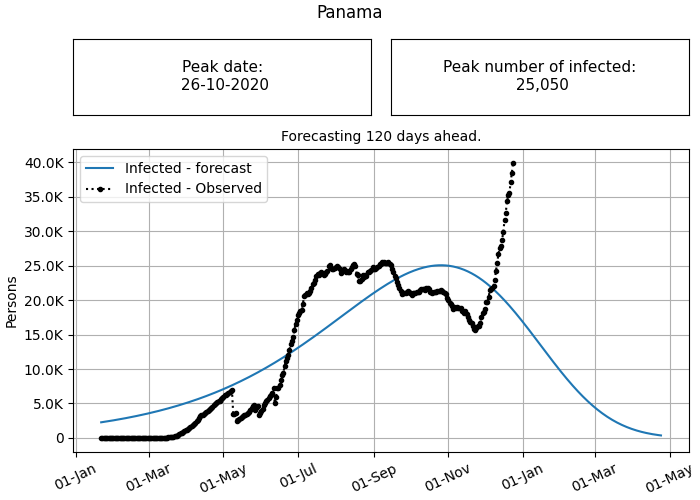 Panama
Peak date:
26-10-2020
Peak number of infected:
25,050
Forecasting 120 days ahead.
Infected - forecast
Infected - Observed
Persons
40.0K
35.0K
30.0K
25.0K
20.0K
15.0K
10.0K
5.0K
0
01-Jan
01-Mar
01-May
01-Jul
01-Sep
01-Nov
01-Jan
01-Mar
01-May